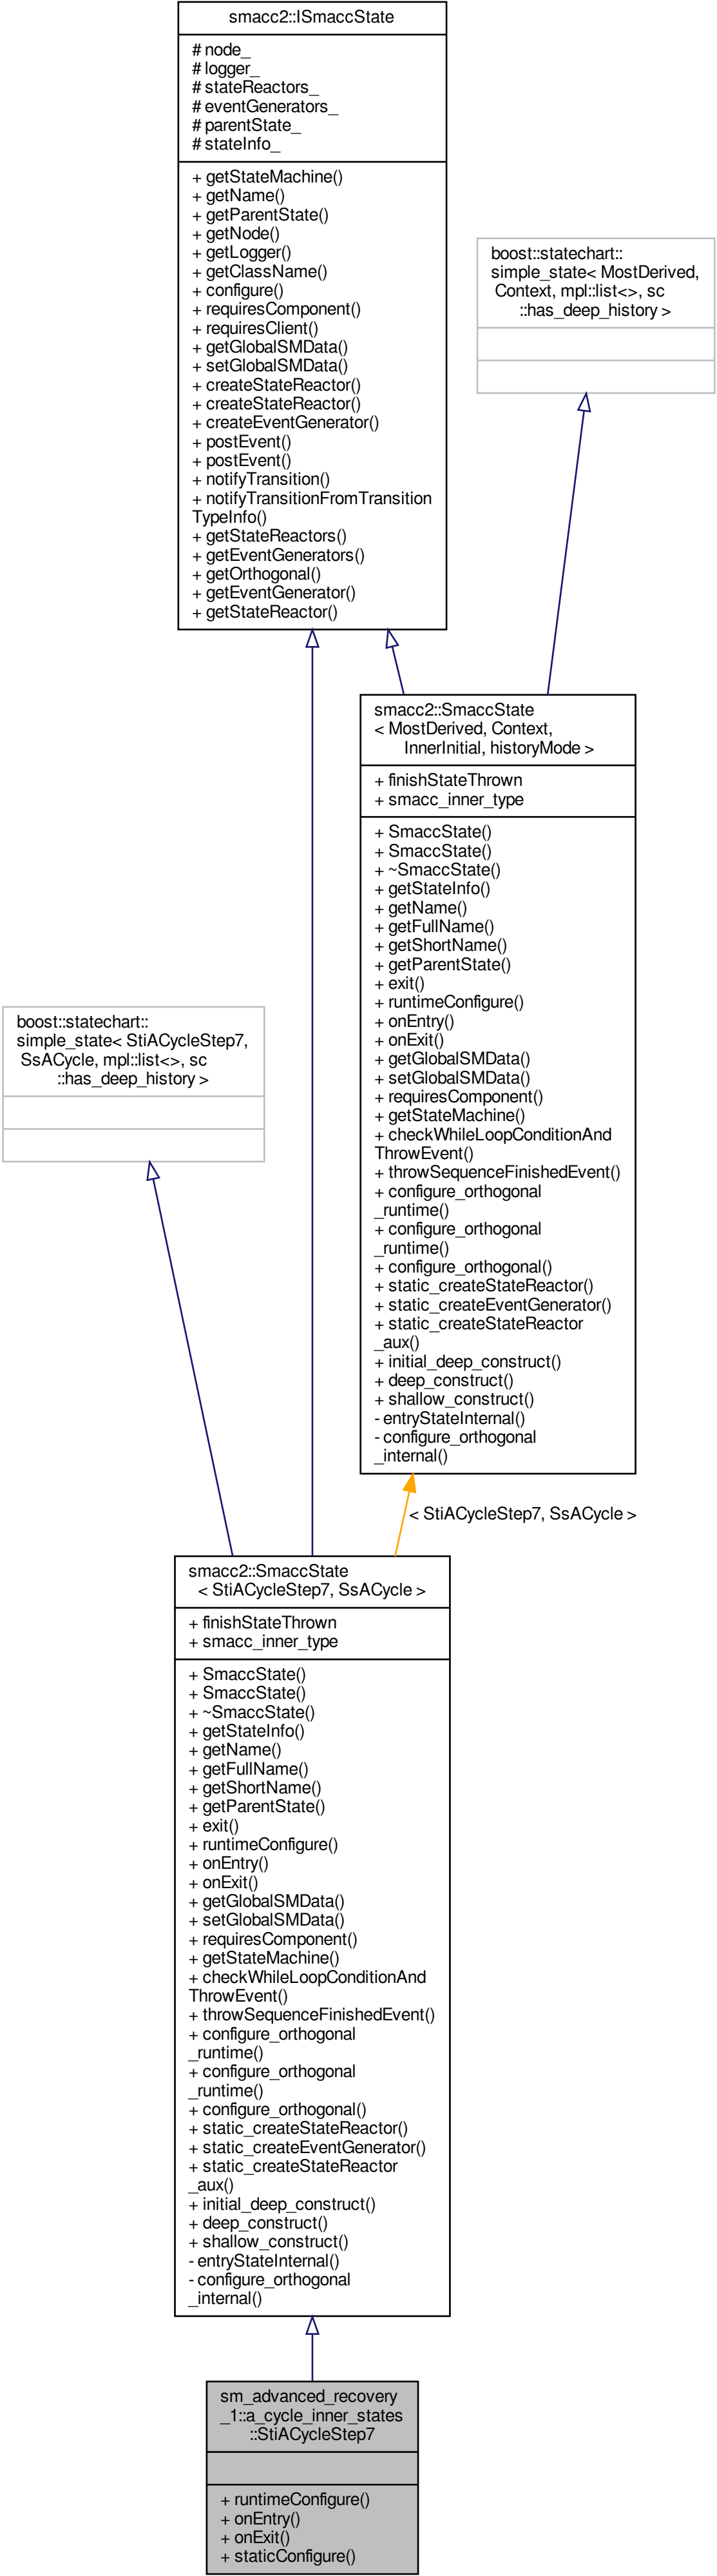 smacc2::ISmaccState
# node_
# logger_
# stateReactors_
# eventGenerators_
# parentState_
# stateInfo_
+ getStateMachine()
+ getName()
+ getParentState()
+ getNode()
+ getLogger()
+ getClassName()
+ configure()
+ requiresComponent()
+ requiresClient()
+ getGlobalSMData()
+ setGlobalSMData()
+ createStateReactor()
+ createStateReactor()
+ createEventGenerator()
+ postEvent()
+ postEvent()
+ notifyTransition()
+ notifyTransitionFromTransition
TypeInfo()
+ getStateReactors()
+ getEventGenerators()
+ getOrthogonal()
+ getEventGenerator()
+ getStateReactor()
boost::statechart::
simple_state< MostDerived,
Context, mpl::list<>, sc
::has_deep_history >
smacc2::SmaccState
< MostDerived, Context,
InnerInitial, historyMode >
+ finishStateThrown
+ smacc_inner_type
+ SmaccState()
+ SmaccState()
+ ~SmaccState()
+ getStateInfo()
+ getName()
+ getFullName()
+ getShortName()
+ getParentState()
+ exit()
+ runtimeConfigure()
+ onEntry()
+ onExit()
+ getGlobalSMData()
+ setGlobalSMData()
+ requiresComponent()
+ getStateMachine()
+ checkWhileLoopConditionAnd
ThrowEvent()
+ throwSequenceFinishedEvent()
+ configure_orthogonal
_runtime()
+ configure_orthogonal
_runtime()
+ configure_orthogonal()
+ static_createStateReactor()
+ static_createEventGenerator()
+ static_createStateReactor
_aux()
+ initial_deep_construct()
+ deep_construct()
+ shallow_construct()
- entryStateInternal()
- configure_orthogonal
_internal()
boost::statechart::
simple_state< StiACycleStep7,
SsACycle, mpl::list<>, sc
::has_deep_history >
< StiACycleStep7, SsACycle >
smacc2::SmaccState
< StiACycleStep7, SsACycle >
+ finishStateThrown
+ smacc_inner_type
+ SmaccState()
+ SmaccState()
+ ~SmaccState()
+ getStateInfo()
+ getName()
+ getFullName()
+ getShortName()
+ getParentState()
+ exit()
+ runtimeConfigure()
+ onEntry()
+ onExit()
+ getGlobalSMData()
+ setGlobalSMData()
+ requiresComponent()
+ getStateMachine()
+ checkWhileLoopConditionAnd
ThrowEvent()
+ throwSequenceFinishedEvent()
+ configure_orthogonal
_runtime()
+ configure_orthogonal
_runtime()
+ configure_orthogonal()
+ static_createStateReactor()
+ static_createEventGenerator()
+ static_createStateReactor
_aux()
+ initial_deep_construct()
+ deep_construct()
+ shallow_construct()
- entryStateInternal()
- configure_orthogonal
_internal()
sm_advanced_recovery
_1::a_cycle_inner_states
::StiACycleStep7
+ runtimeConfigure()
+ onEntry()
+ onExit()
+ staticConfigure()